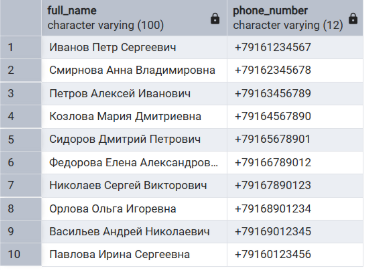 full_name phone_number
character varying (100) character varying (12)
1 Иванов Петр Сергеевич +79161234567
2 Смирнова Анна Владимировна +79162345678
3 Петров Алексей Иванович +79163456789
4 Козлова Мария Дмитриевна +79164567890
5 Сидоров Дмитрий Петрович +79165678901
6 Федорова Елена Александров... +79166789012
7 Николаев Сергей Викторович +79167890123
8 Орлова Ольга Игоревна +79168901234
9 Васильев Андрей Николаевич +79169012345
10 Павлова Ирина Сергеевна +79160123456